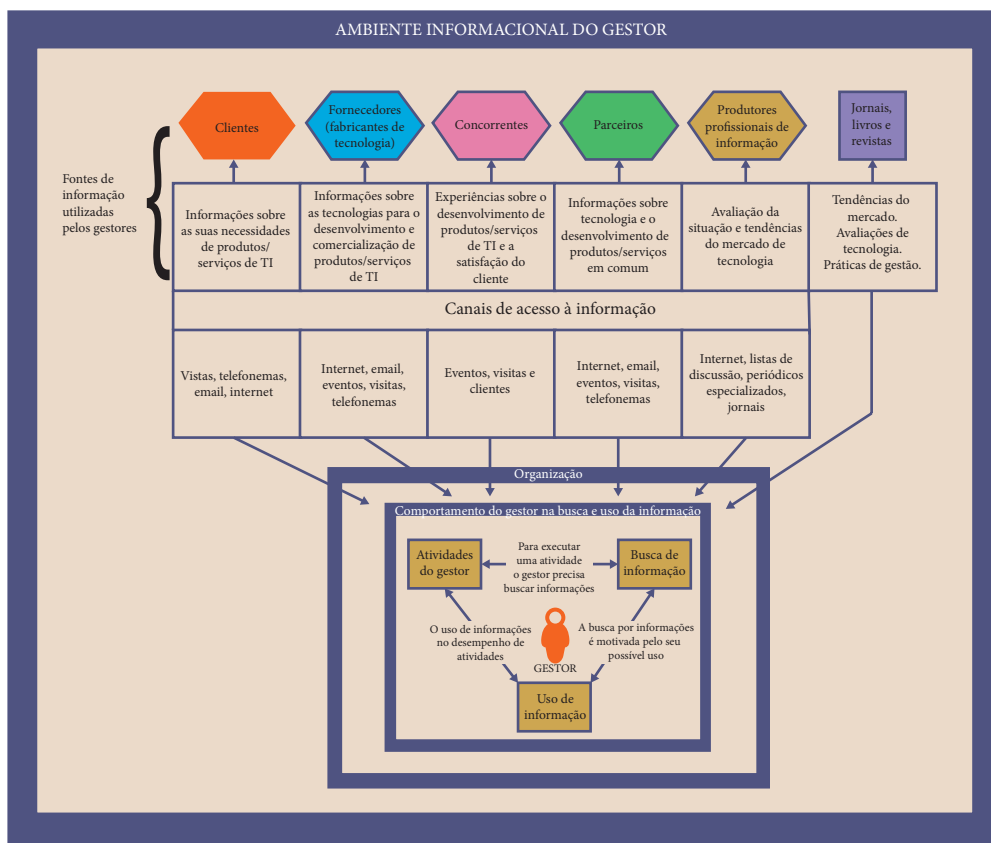 AMBIENTE INFORMACIONAL DO GESTOR
Clientes
Fornecedores
(fabricantes de
tecnologia)
Concorrentes
Parceiros
Produtores
profissionais de
informação
Jornais,
livros e
revistas
Fontes de
informação
utilizadas
pelos gestores
Informações sobre
as suas necessidades
de produtos/
serviços de TI
Informações sobre
as tecnologias para o
desenvolvimento e
comercialização de
produtos/serviços
de TI
Experiências sobre o
desenvolvimento de
produtos/serviços
de TI e a
satisfação do
cliente
Informações sobre
tecnologia e o
desenvolvimento de
produtos/serviços
em comum
Avaliação da
situação e tendências
do mercado de
tecnologia
Tendências do
mercado.
Avaliações de
tecnologia.
Práticas de gestão.
Canais de acesso à informação
Vistas, telefonemas,
email, internet
Internet, email,
eventos, visitas,
telefonemas
Eventos, visitas e
clientes
Internet, email,
eventos, visitas,
telefonemas
Internet, listas de
discussão, periódicos
especializados,
jornais
Organização
Comportamento do gestor na busca e uso da informação
Atividades
do gestor
Para executar
uma atividade
o gestor precisa
buscar informações
Busca de
informação
O uso de informações
no desempenho de
atividades
A busca por informações
é motivada pelo seu
possível uso
GESTOR
Uso de
informação